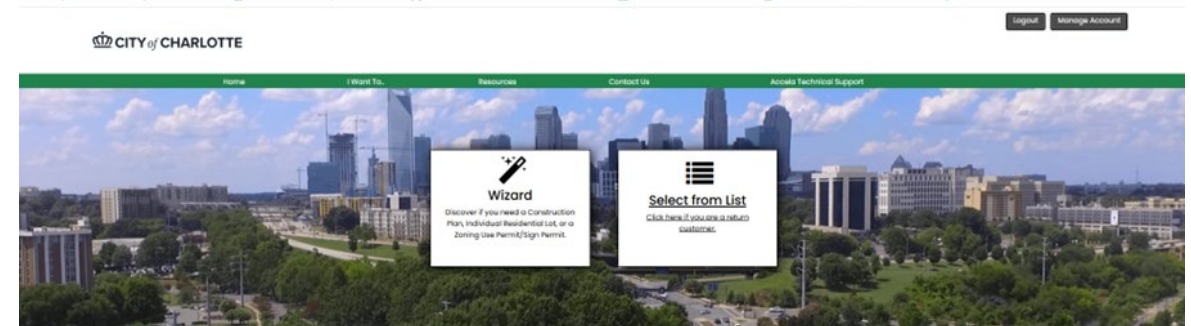 Logout Manage Account
CITY of CHARLOTTE
Home I Want To.. Resources Contact Us Accela Technical Support
Wizard
Discover if you need a Construction
Plan, Individual Residential Lot, or a
Zoning Use Permit/Sign Permit.
Select from List
Click here if you are a return
customer.